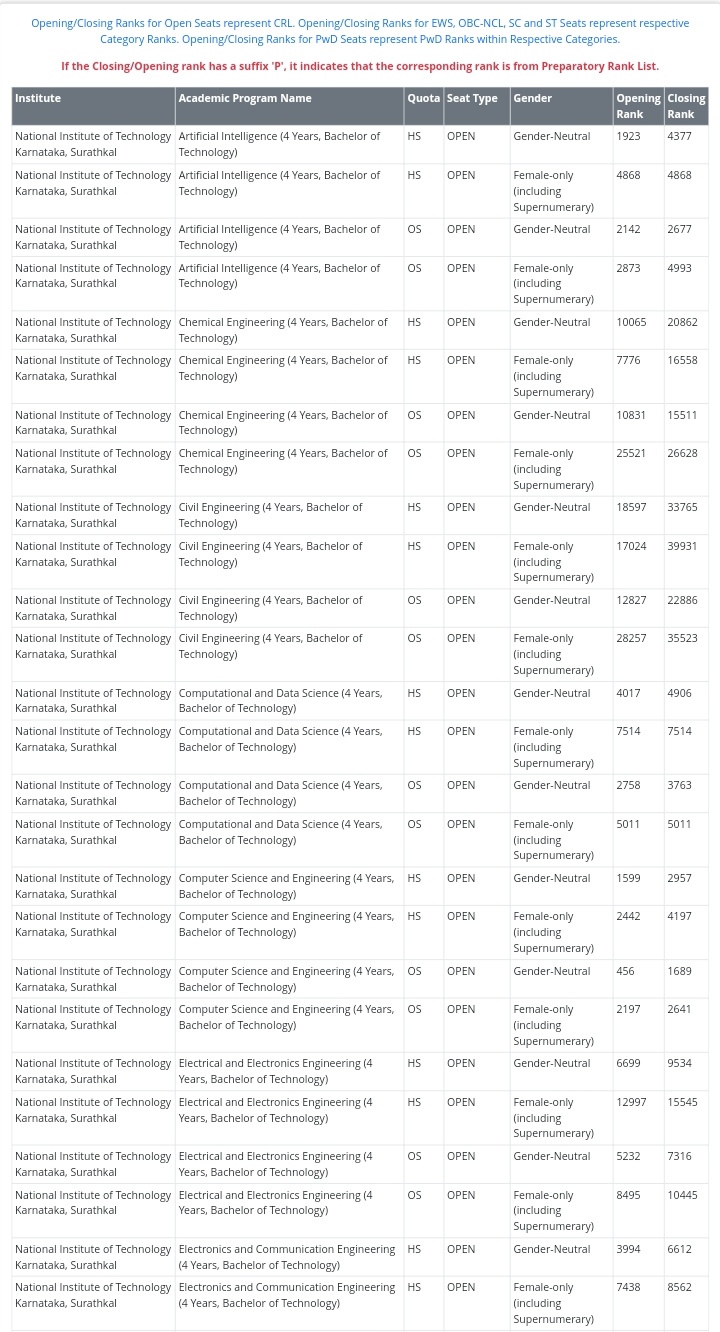 Opening/Closing Ranks for Open Seats represent CRL. Opening/Closing Ranks for EWS, OBC-NCL, SC and ST Seats represent respective
Category Ranks. Opening/Closing Ranks for PwD Seats represent PwD Ranks within Respective Categories.
If the Closing/Opening rank has a suffix 'P', it indicates that the corresponding rank is from Preparatory Rank List.
Institute Academic Program Name Quota Seat Type Gender Opening Closing
Rank Rank
National Institute of Technology Artificial Intelligence (4 Years, Bachelor of HS OPEN Gender-Neutral 1923 4377
Karnataka, Surathkal Technology)
National Institute of Technology Artificial Intelligence (4 Years, Bachelor of HS OPEN Female-only 4868 4868
Karnataka, Surathkal Technology) (including
Supernumerary)
National Institute of Technology Artificial Intelligence (4 Years, Bachelor of OS OPEN Gender-Neutral 2142 2677
Karnataka, Surathkal Technology)
National Institute of Technology Artificial Intelligence (4 Years, Bachelor of OS OPEN Female-only 2873 4993
Karnataka, Surathkal Technology) (including
Supernumerary)
National Institute of Technology Chemical Engineering (4 Years, Bachelor of HS OPEN Gender-Neutral 10065 20862
Karnataka, Surathkal Technology)
National Institute of Technology Chemical Engineering (4 Years, Bachelor of HS OPEN Female-only 7776 16558
Karnataka, Surathkal Technology) (including
Supernumerary)
National Institute of Technology Chemical Engineering (4 Years, Bachelor of OS OPEN Gender-Neutral 10831 15511
Karnataka, Surathkal Technology)
National Institute of Technology Chemical Engineering (4 Years, Bachelor of OS OPEN Female-only 25521 26628
Karnataka, Surathkal Technology) (including
Supernumerary)
National Institute of Technology Civil Engineering (4 Years, Bachelor of HS OPEN Gender-Neutral 18597 33765
Karnataka, Surathkal Technology)
National Institute of Technology Civil Engineering (4 Years, Bachelor of HS OPEN Female-only 17024 39931
Karnataka, Surathkal Technology) (including
Supernumerary)
National Institute of Technology Civil Engineering (4 Years, Bachelor of OS OPEN Gender-Neutral 12827 22886
Karnataka, Surathkal Technology)
National Institute of Technology Civil Engineering (4 Years, Bachelor of OS OPEN Female-only 28257 35523
Karnataka, Surathkal Technology) (including
Supernumerary)
National Institute of Technology Computational and Data Science (4 Years, HS OPEN Gender-Neutral 4017 4906
Karnataka, Surathkal Bachelor of Technology)
National Institute of Technology Computational and Data Science (4 Years, HS OPEN Female-only 7514 7514
Karnataka, Surathkal Bachelor of Technology) (including
Supernumerary)
National Institute of Technology Computational and Data Science (4 Years, OS OPEN Gender-Neutral 2758 3763
Karnataka, Surathkal Bachelor of Technology)
National Institute of Technology Computational and Data Science (4 Years, OS OPEN Female-only 5011 5011
Karnataka, Surathkal Bachelor of Technology) (including
Supernumerary)
National Institute of Technology Computer Science and Engineering (4 Years, HS OPEN Gender-Neutral 1599 2957
Karnataka, Surathkal Bachelor of Technology)
National Institute of Technology Computer Science and Engineering (4 Years, HS OPEN Female-only 2442 4197
Karnataka, Surathkal Bachelor of Technology) (including
Supernumerary)
National Institute of Technology Computer Science and Engineering (4 Years, OS OPEN Gender-Neutral 456 1689
Karnataka, Surathkal Bachelor of Technology)
National Institute of Technology Computer Science and Engineering (4 Years, OS OPEN Female-only 2197 2641
Karnataka, Surathkal Bachelor of Technology) (including
Supernumerary)
National Institute of Technology Electrical and Electronics Engineering (4 HS OPEN Gender-Neutral 6699 9534
Karnataka, Surathkal Years, Bachelor of Technology)
National Institute of Technology Electrical and Electronics Engineering (4 HS OPEN Female-only 12997 15545
Karnataka, Surathkal Years, Bachelor of Technology) (including
Supernumerary)
National Institute of Technology Electrical and Electronics Engineering (4 OS OPEN Gender-Neutral 5232 7316
Karnataka, Surathkal Years, Bachelor of Technology)
National Institute of Technology Electrical and Electronics Engineering (4 OS OPEN Female-only 8495 10445
Karnataka, Surathkal Years, Bachelor of Technology) (including
Supernumerary)
National Institute of Technology Electronics and Communication Engineering HS OPEN Gender-Neutral 3994 6612
Karnataka, Surathkal (4 Years, Bachelor of Technology)
National Institute of Technology Electronics and Communication Engineering HS OPEN Female-only 7438 8562
Karnataka, Surathkal (4 Years, Bachelor of Technology) (including
Supernumerary)